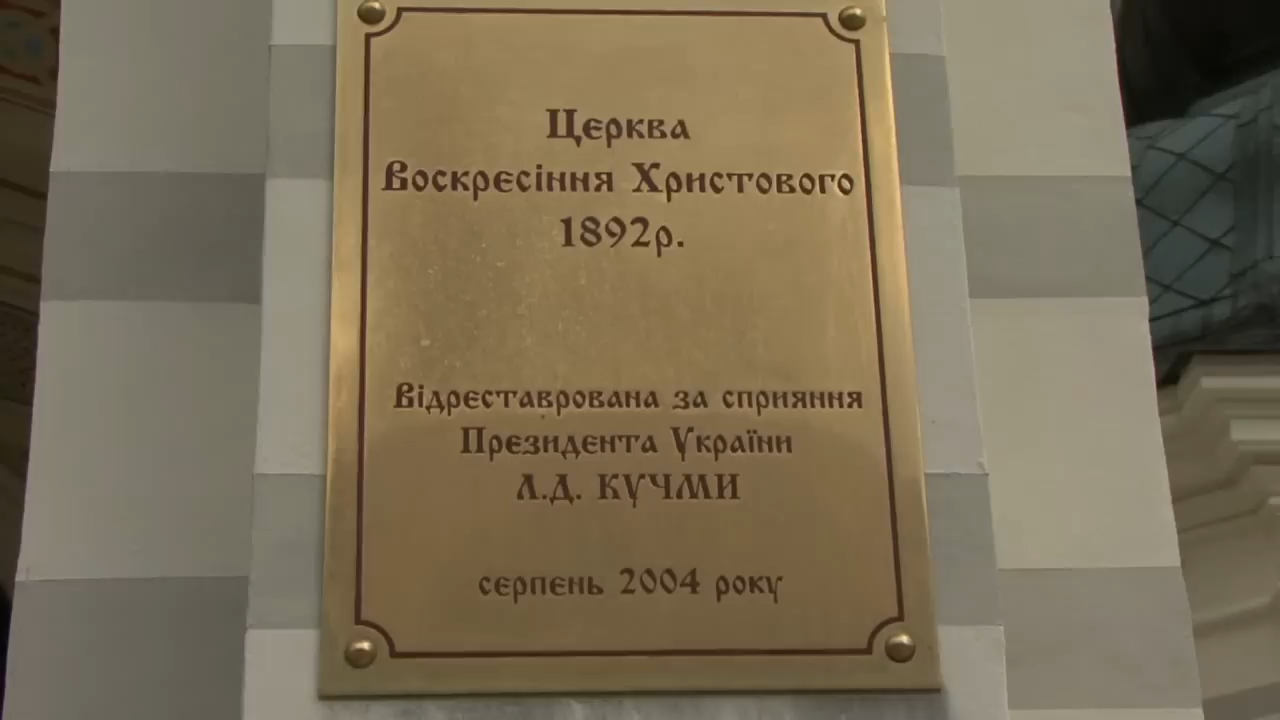 Церква
Воскресіння Христового
1892р.
Відреставрована за сприяння
Президента України
Л.Д. КУЧМИ
серпень 2004 року